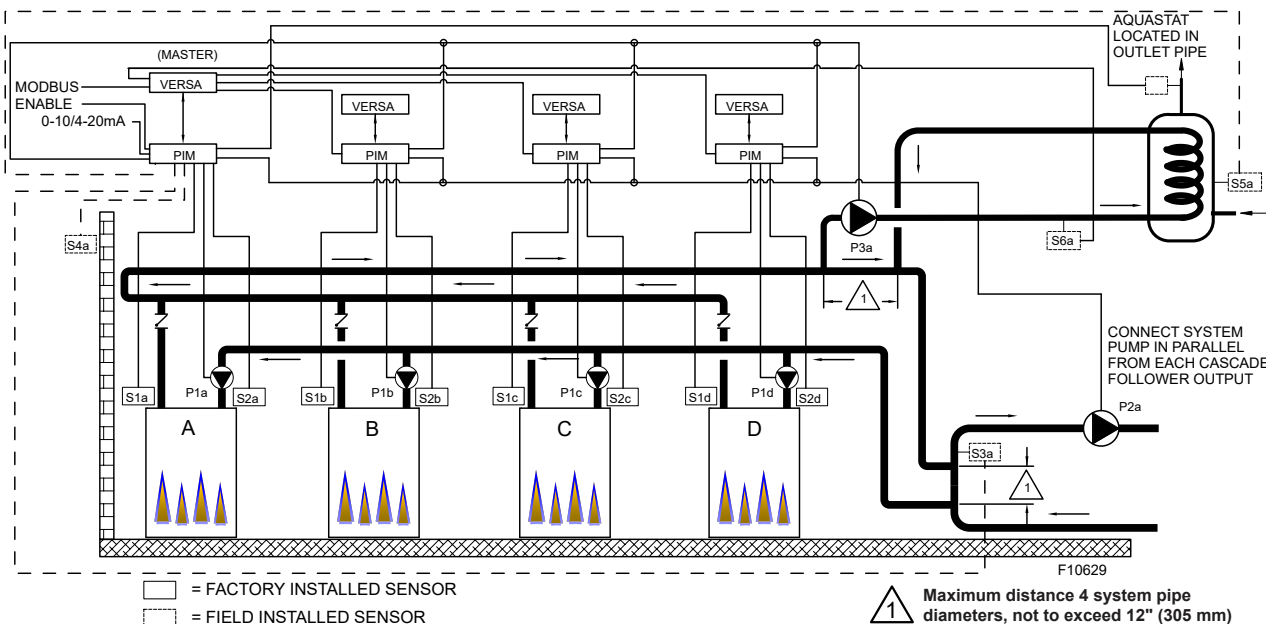 AQUASTAT
LOCATED IN
OUTLET PIPE
(MASTER)
VERSA
MODBUS
ENABLE
0-10/4-20mA
VERSA
VERSA
VERSA
PIM
PIM
PIM
PIM
S5a
S4a
P3a
S6a
1
CONNECT SYSTEM
PUMP IN PARALLEL
FROM EACH CASCADE
FOLLOWER OUTPUT
S1a
P1a
S2a
S1b
P1b
S2b
S1c
P1c
S2c
S1d
P1d
S2d
P2a
A
B
C
D
S3a
1
F10629
= FACTORY INSTALLED SENSOR
= FIELD INSTALLED SENSOR
1
Maximum distance 4 system pipe
diameters, not to exceed 12" (305 mm)